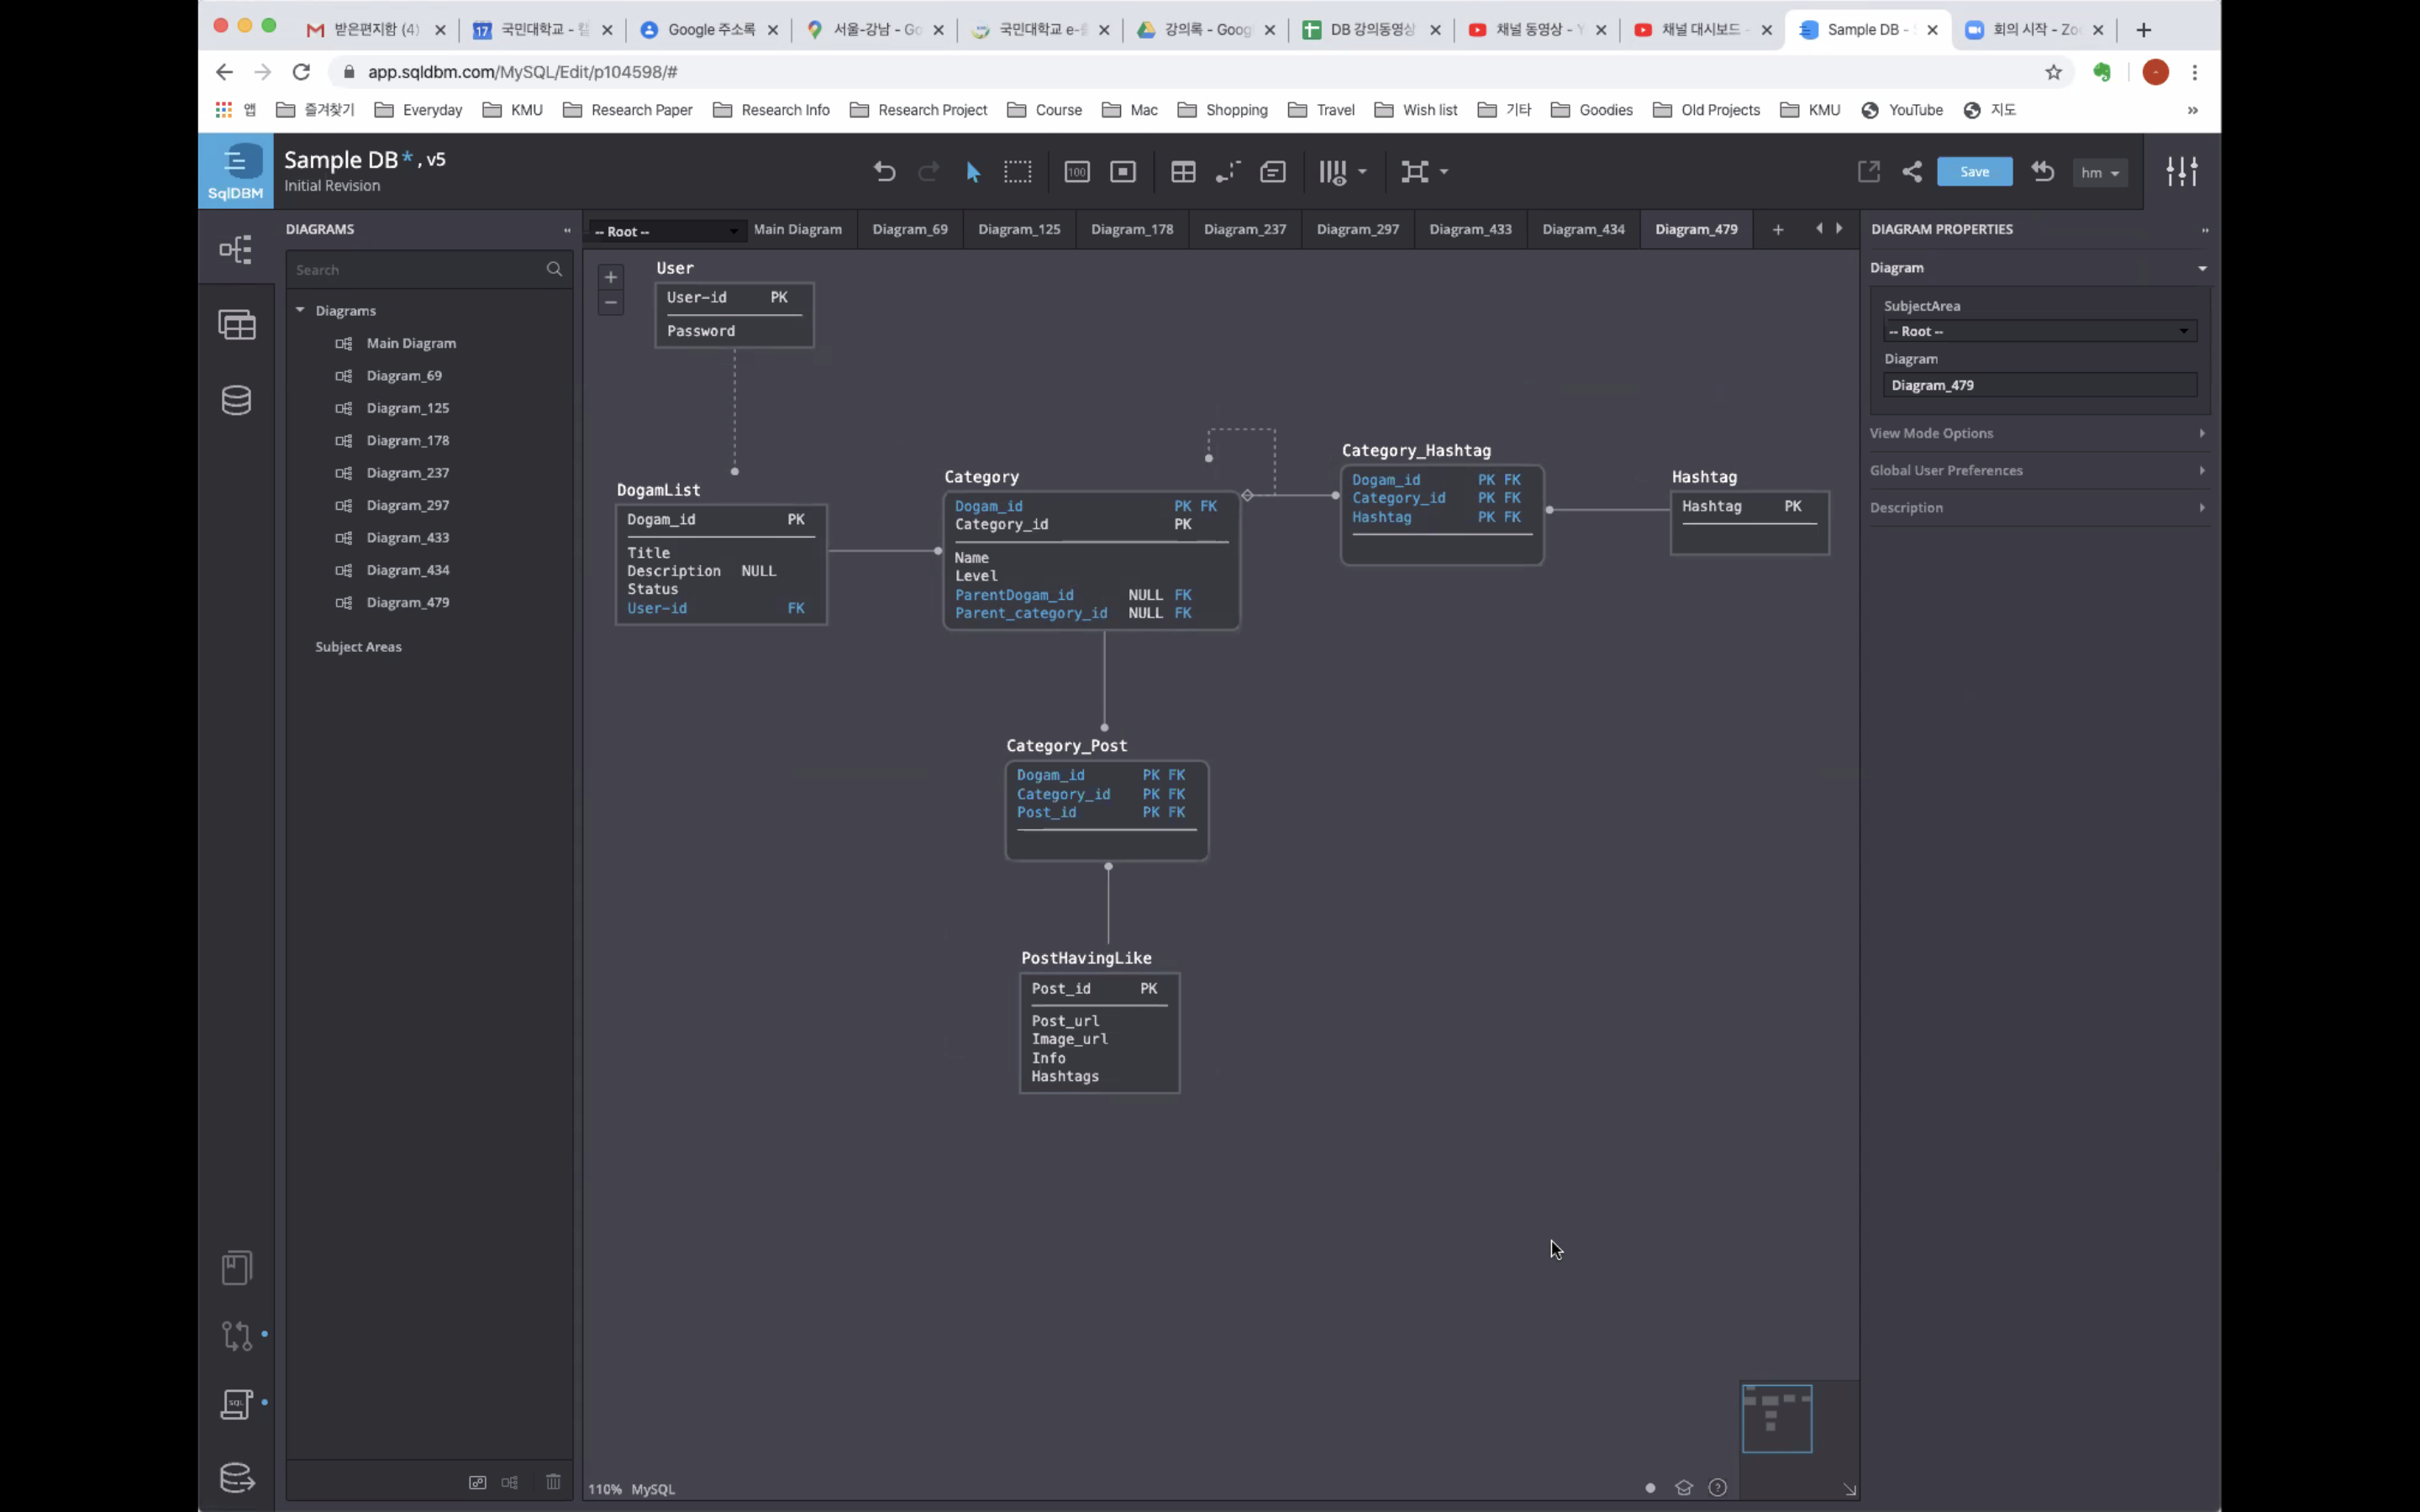 받은편지함 (4)
국민대학교 - 캘
Google 주소록
서울-강남 - Go
국민대학교 e-
강의록 - Goog
DB 강의동영상
채널 동영상 - Y
채널 대시보드 -
Sample DB -
회의 시작 - Zoo
app.sqldbm.com/MySQL/Edit/p104598/#
앱
즐겨찾기
Everyday
KMU
Research Paper
Research Info
Research Project
Course
Mac
Shopping
Travel
Wish list
기타
Goodies
Old Projects
KMU
YouTube
지도
»
SqlDBM
Sample DB*, v5
Initial Revision
100
Save
hm
DIAGRAMS
-- Root --
Main Diagram
Diagram_69
Diagram_125
Diagram_178
Diagram_237
Diagram_297
Diagram_433
Diagram_434
Diagram_479
DIAGRAM PROPERTIES
Search
Diagrams
Main Diagram
Diagram_69
Diagram_125
Diagram_178
Diagram_237
Diagram_297
Diagram_433
Diagram_434
Diagram_479
Subject Areas
User
User-id PK
Password
DogamList
Dogam_id PK
Title
Description NULL
Status
User-id FK
Category
Dogam_id PK FK
Category_id PK
Name
Level
ParentDogam_id NULL FK
Parent_category_id NULL FK
Category_Hashtag
Dogam_id PK FK
Category_id PK FK
Hashtag PK FK
Hashtag
Hashtag PK
Category_Post
Dogam_id PK FK
Category_id PK FK
Post_id PK FK
PostHavingLike
Post_id PK
Post_url
Image_url
Info
Hashtags
Diagram
SubjectArea
-- Root --
Diagram
Diagram_479
View Mode Options
Global User Preferences
Description
SQL
110% MySQL